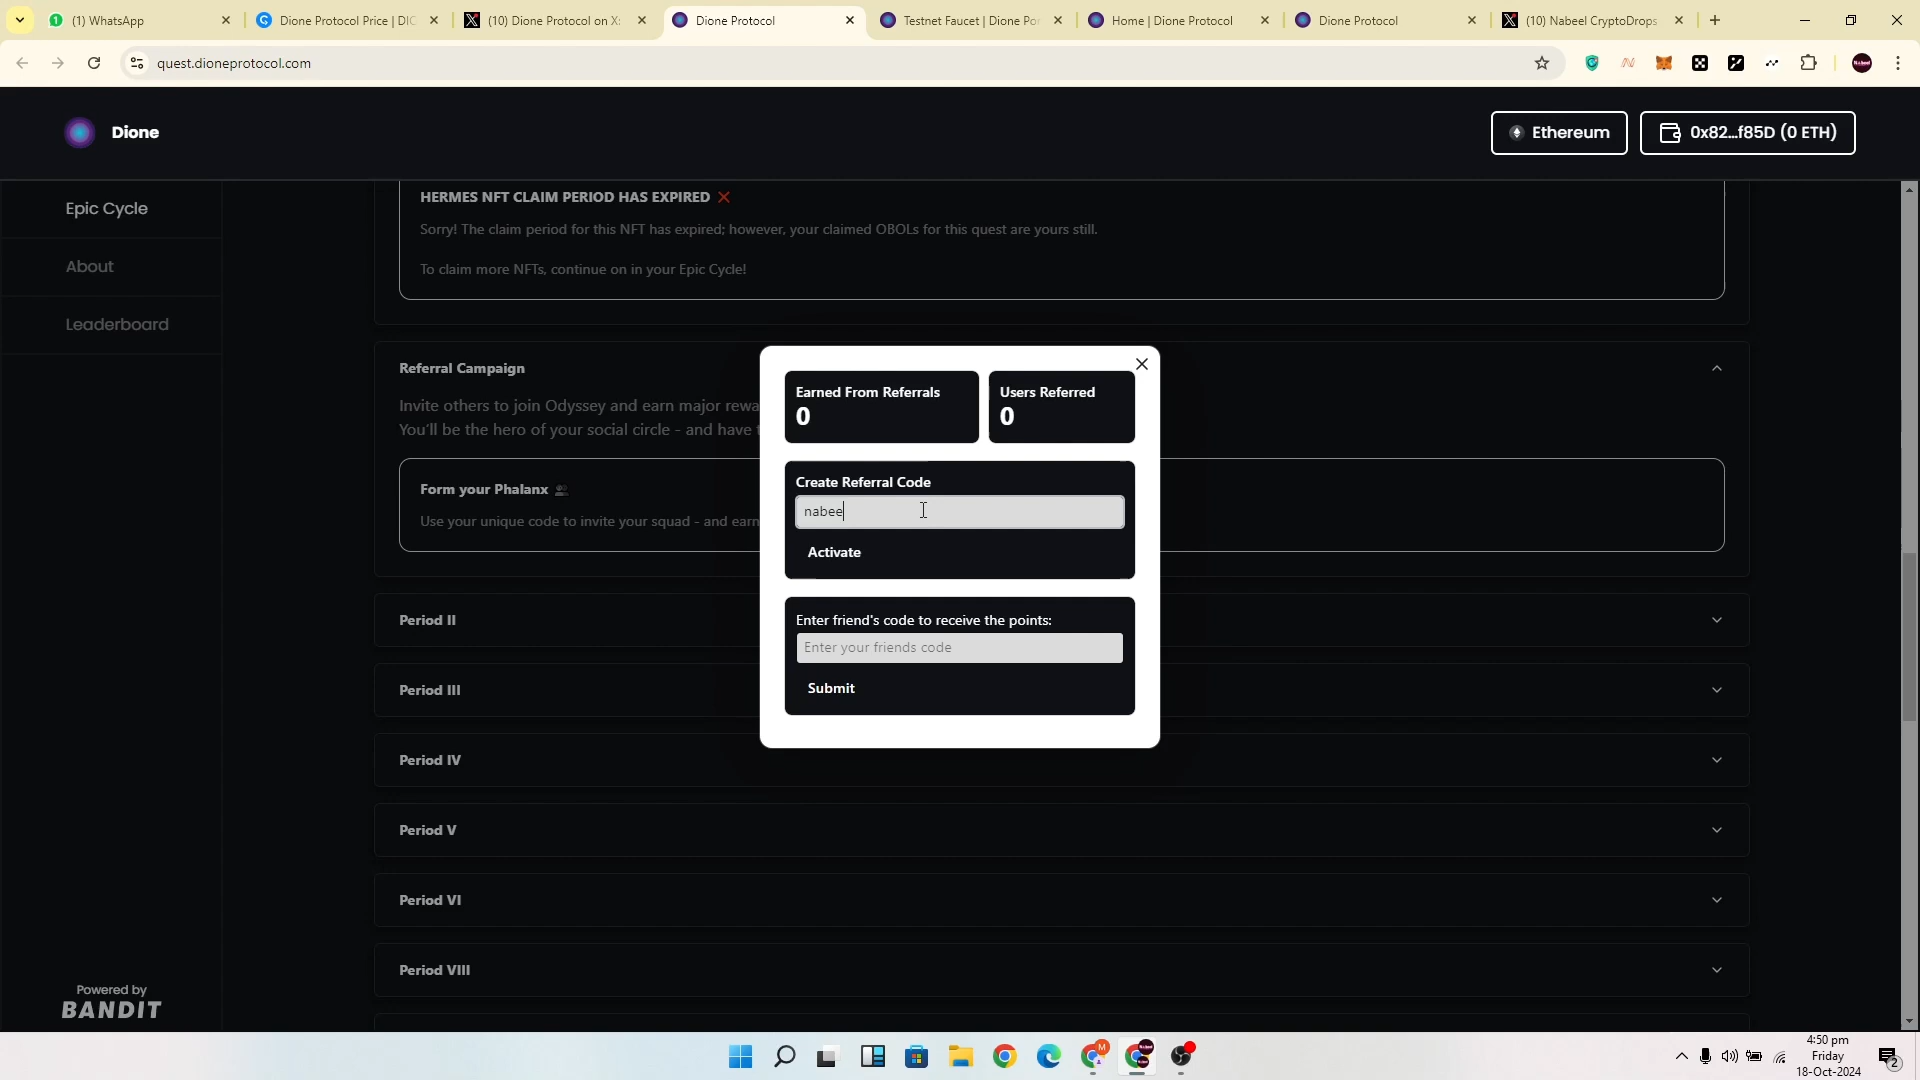 (1) WhatsApp
Dione Protocol Price | DIO
(10) Dione Protocol on X:
Dione Protocol
Testnet Faucet | Dione Por
Home | Dione Protocol
Dione Protocol
(10) Nabeel CryptoDrops
quest.dioneprotocol.com
Dione
Ethereum
0x82...f85D (0 ETH)
Epic Cycle
About
Leaderboard
HERMES NFT CLAIM PERIOD HAS EXPIRED
Sorry! The claim period for this NFT has expired; however, your claimed OBOLs for this quest are yours still.
To claim more NFTs, continue on in your Epic Cycle!
Referral Campaign
Invite others to join Odyssey and earn major rewa
You'll be the hero of your social circle - and have t
Form your Phalanx
Use your unique code to invite your squad - and earn
Earned From Referrals
0
Users Referred
0
Create Referral Code
nabee
Activate
Enter friend's code to receive the points:
Enter your friends code
Submit
Period II
Period III
Period IV
Period V
Period VI
Period VIII
Powered by
BANDIT
4:50 pm
Friday
18-Oct-2024
2